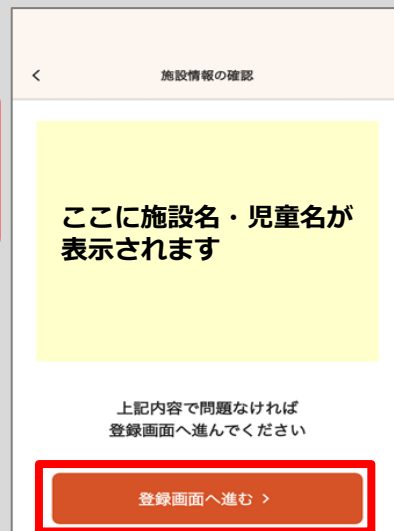 施設情報の確認
ここに施設名・児童名が
表示されます
上記内容で問題なければ
登録画面へ進んでください
登録画面へ進む >